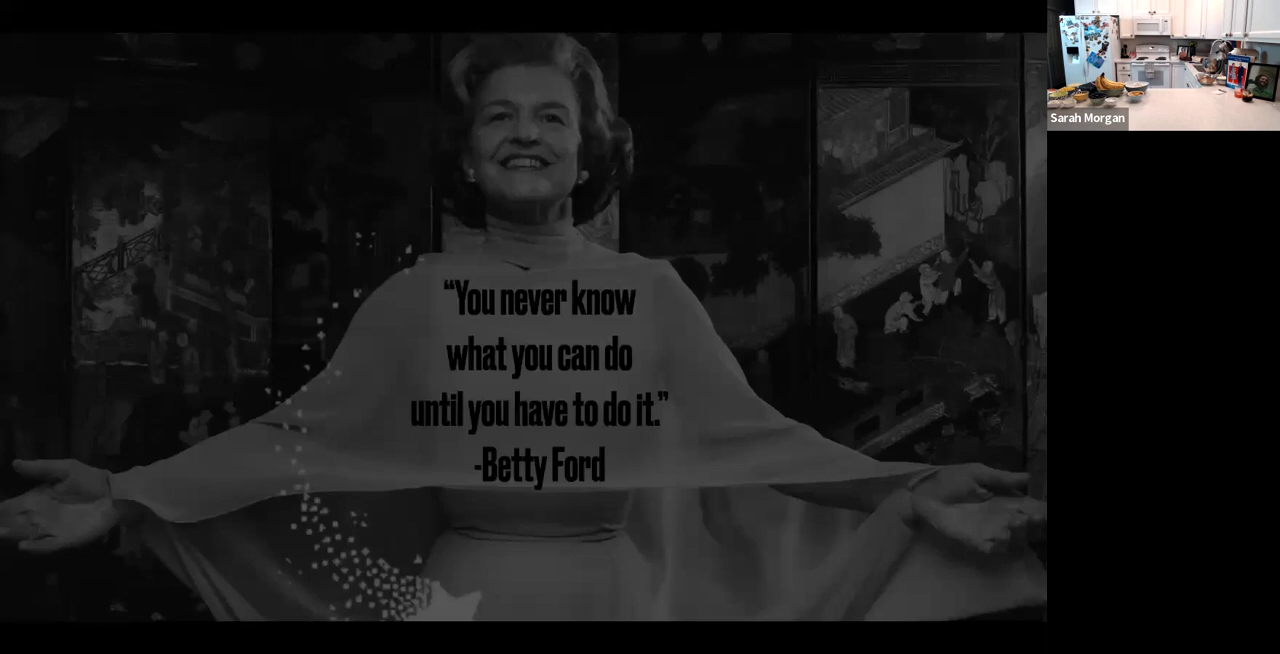 “You never know
what you can do
until you have to do it.”
-Betty Ford
Sarah Morgan